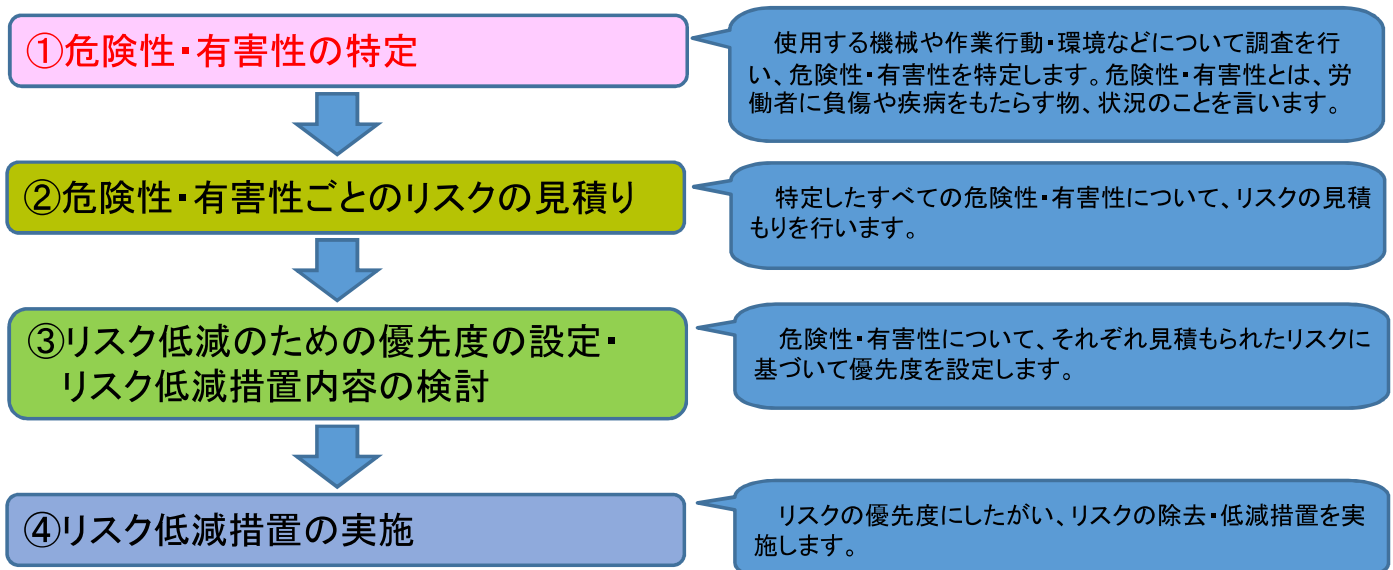 ①危険性・有害性の特定
使用する機械や作業行動・環境などについて調査を行
い、危険性・有害性を特定します。危険性・有害性とは、労
働者に負傷や疾病をもたらす物、状況のことを言います。
②危険性・有害性ごとのリスクの見積り
特定したすべての危険性・有害性について、リスクの見積
もりを行います。
③リスク低減のための優先度の設定・
リスク低減措置内容の検討
危険性・有害性について、それぞれ見積もられたリスクに
基づいて優先度を設定します。
④リスク低減措置の実施
リスクの優先度にしたがい、リスクの除去・低減措置を実
施します。